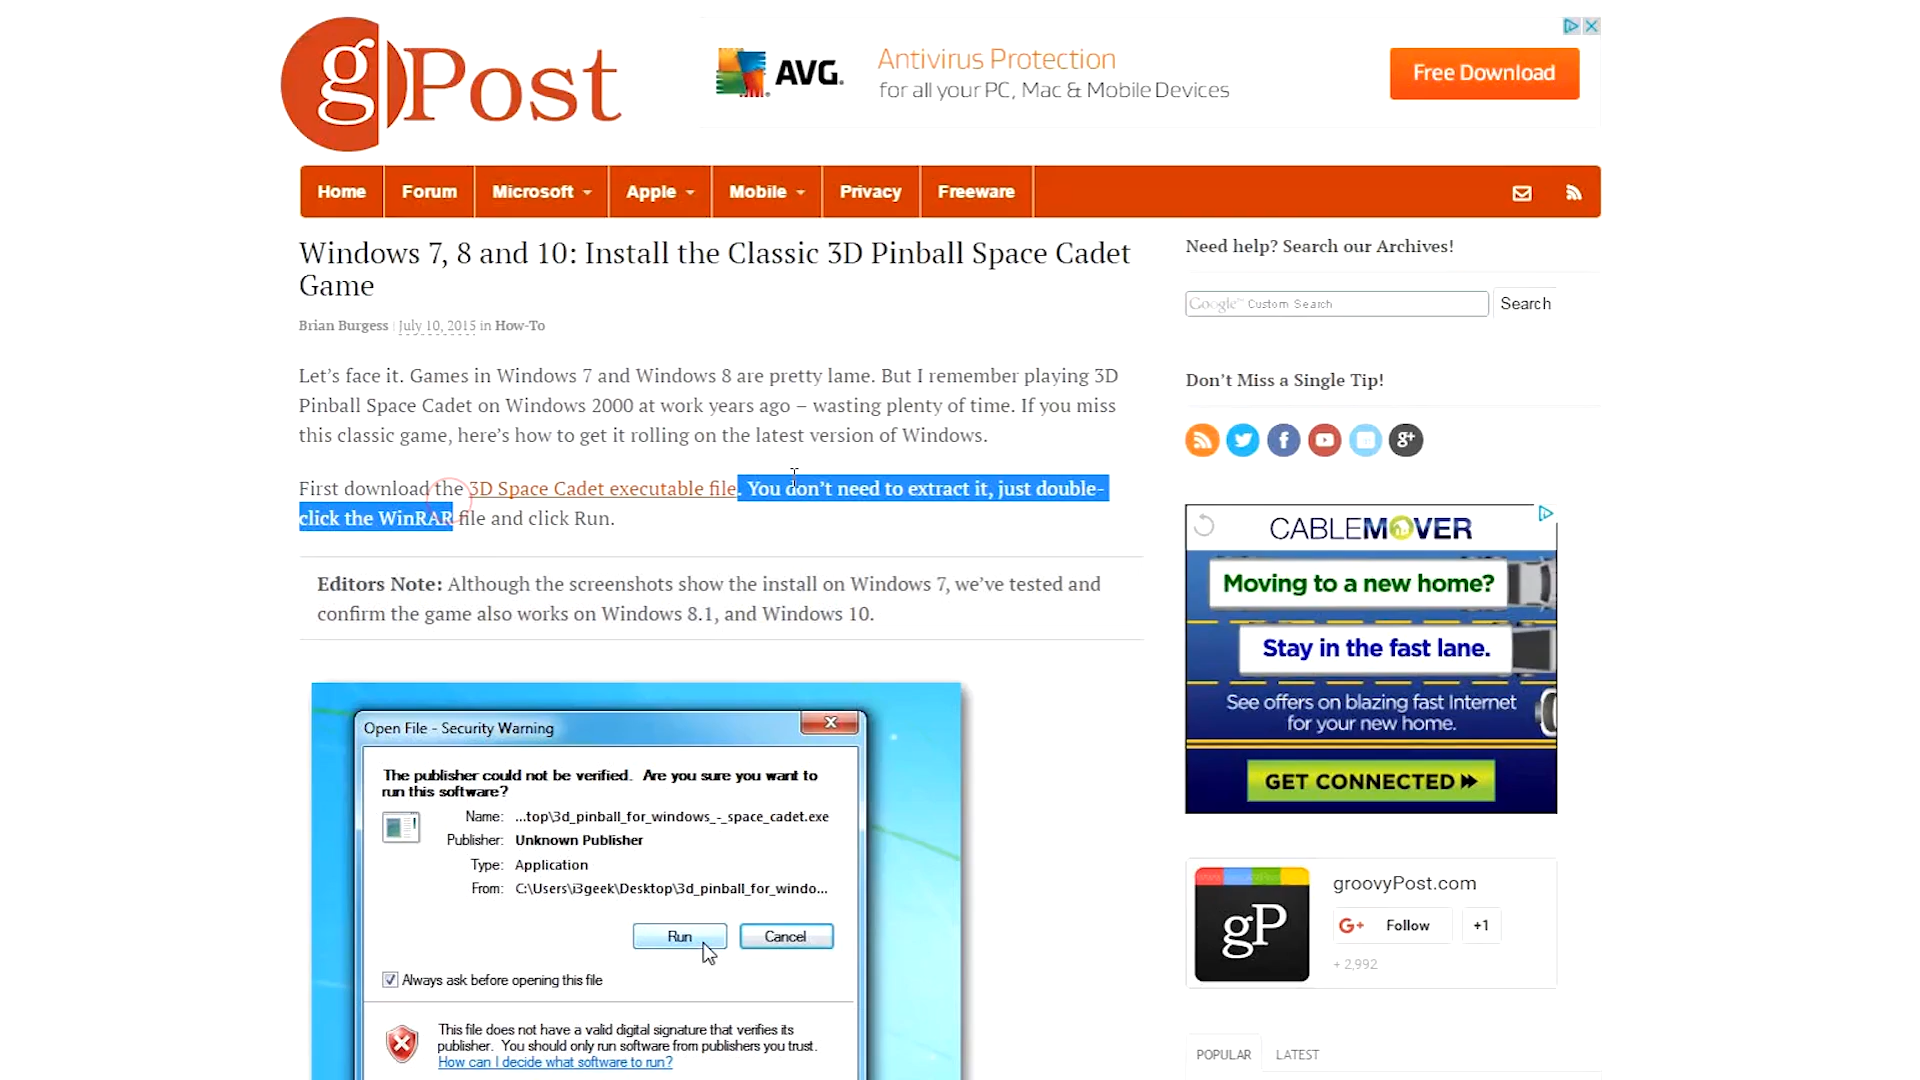 gPost
AVG.
Antivirus Protection
for all your PC, Mac & Mobile Devices
Free Download
Home
Forum
Microsoft
Apple
Mobile
Privacy
Freeware
Windows 7, 8 and 10: Install the Classic 3D Pinball Space Cadet
Game
Brian Burgess | July 10, 2015 in How-To
Let's face it. Games in Windows 7 and Windows 8 are pretty lame. But I remember playing 3D
Pinball Space Cadet on Windows 2000 at work years ago – wasting plenty of time. If you miss
this classic game, here's how to get it rolling on the latest version of Windows.
First download the 3D Space Cadet executable file. You don't need to extract it, just double-
click the WinRAR file and click Run.
Editors Note: Although the screenshots show the install on Windows 7, we've tested and
confirm the game also works on Windows 8.1, and Windows 10.
Open File - Security Warning
The publisher could not be verified. Are you sure you want to
run this software?
Name: ...top\3d_pinball_for_windows_-_space_cadet.exe
Publisher: Unknown Publisher
Type: Application
From: C:\Users\i3geek\Desktop\3d_pinball_for_windo...
Run
Cancel
Always ask before opening this file
This file does not have a valid digital signature that verifies its
publisher. You should only run software from publishers you trust.
How can I decide what software to run?
Need help? Search our Archives!
Google™ Custom Search
Search
Don't Miss a Single Tip!
g+
CABLEMOVER
Moving to a new home?
Stay in the fast lane.
See offers on blazing fast Internet
for your new home.
GET CONNECTED
gP
groovyPost.com
G+ Follow
+1
+ 2,992
POPULAR
LATEST